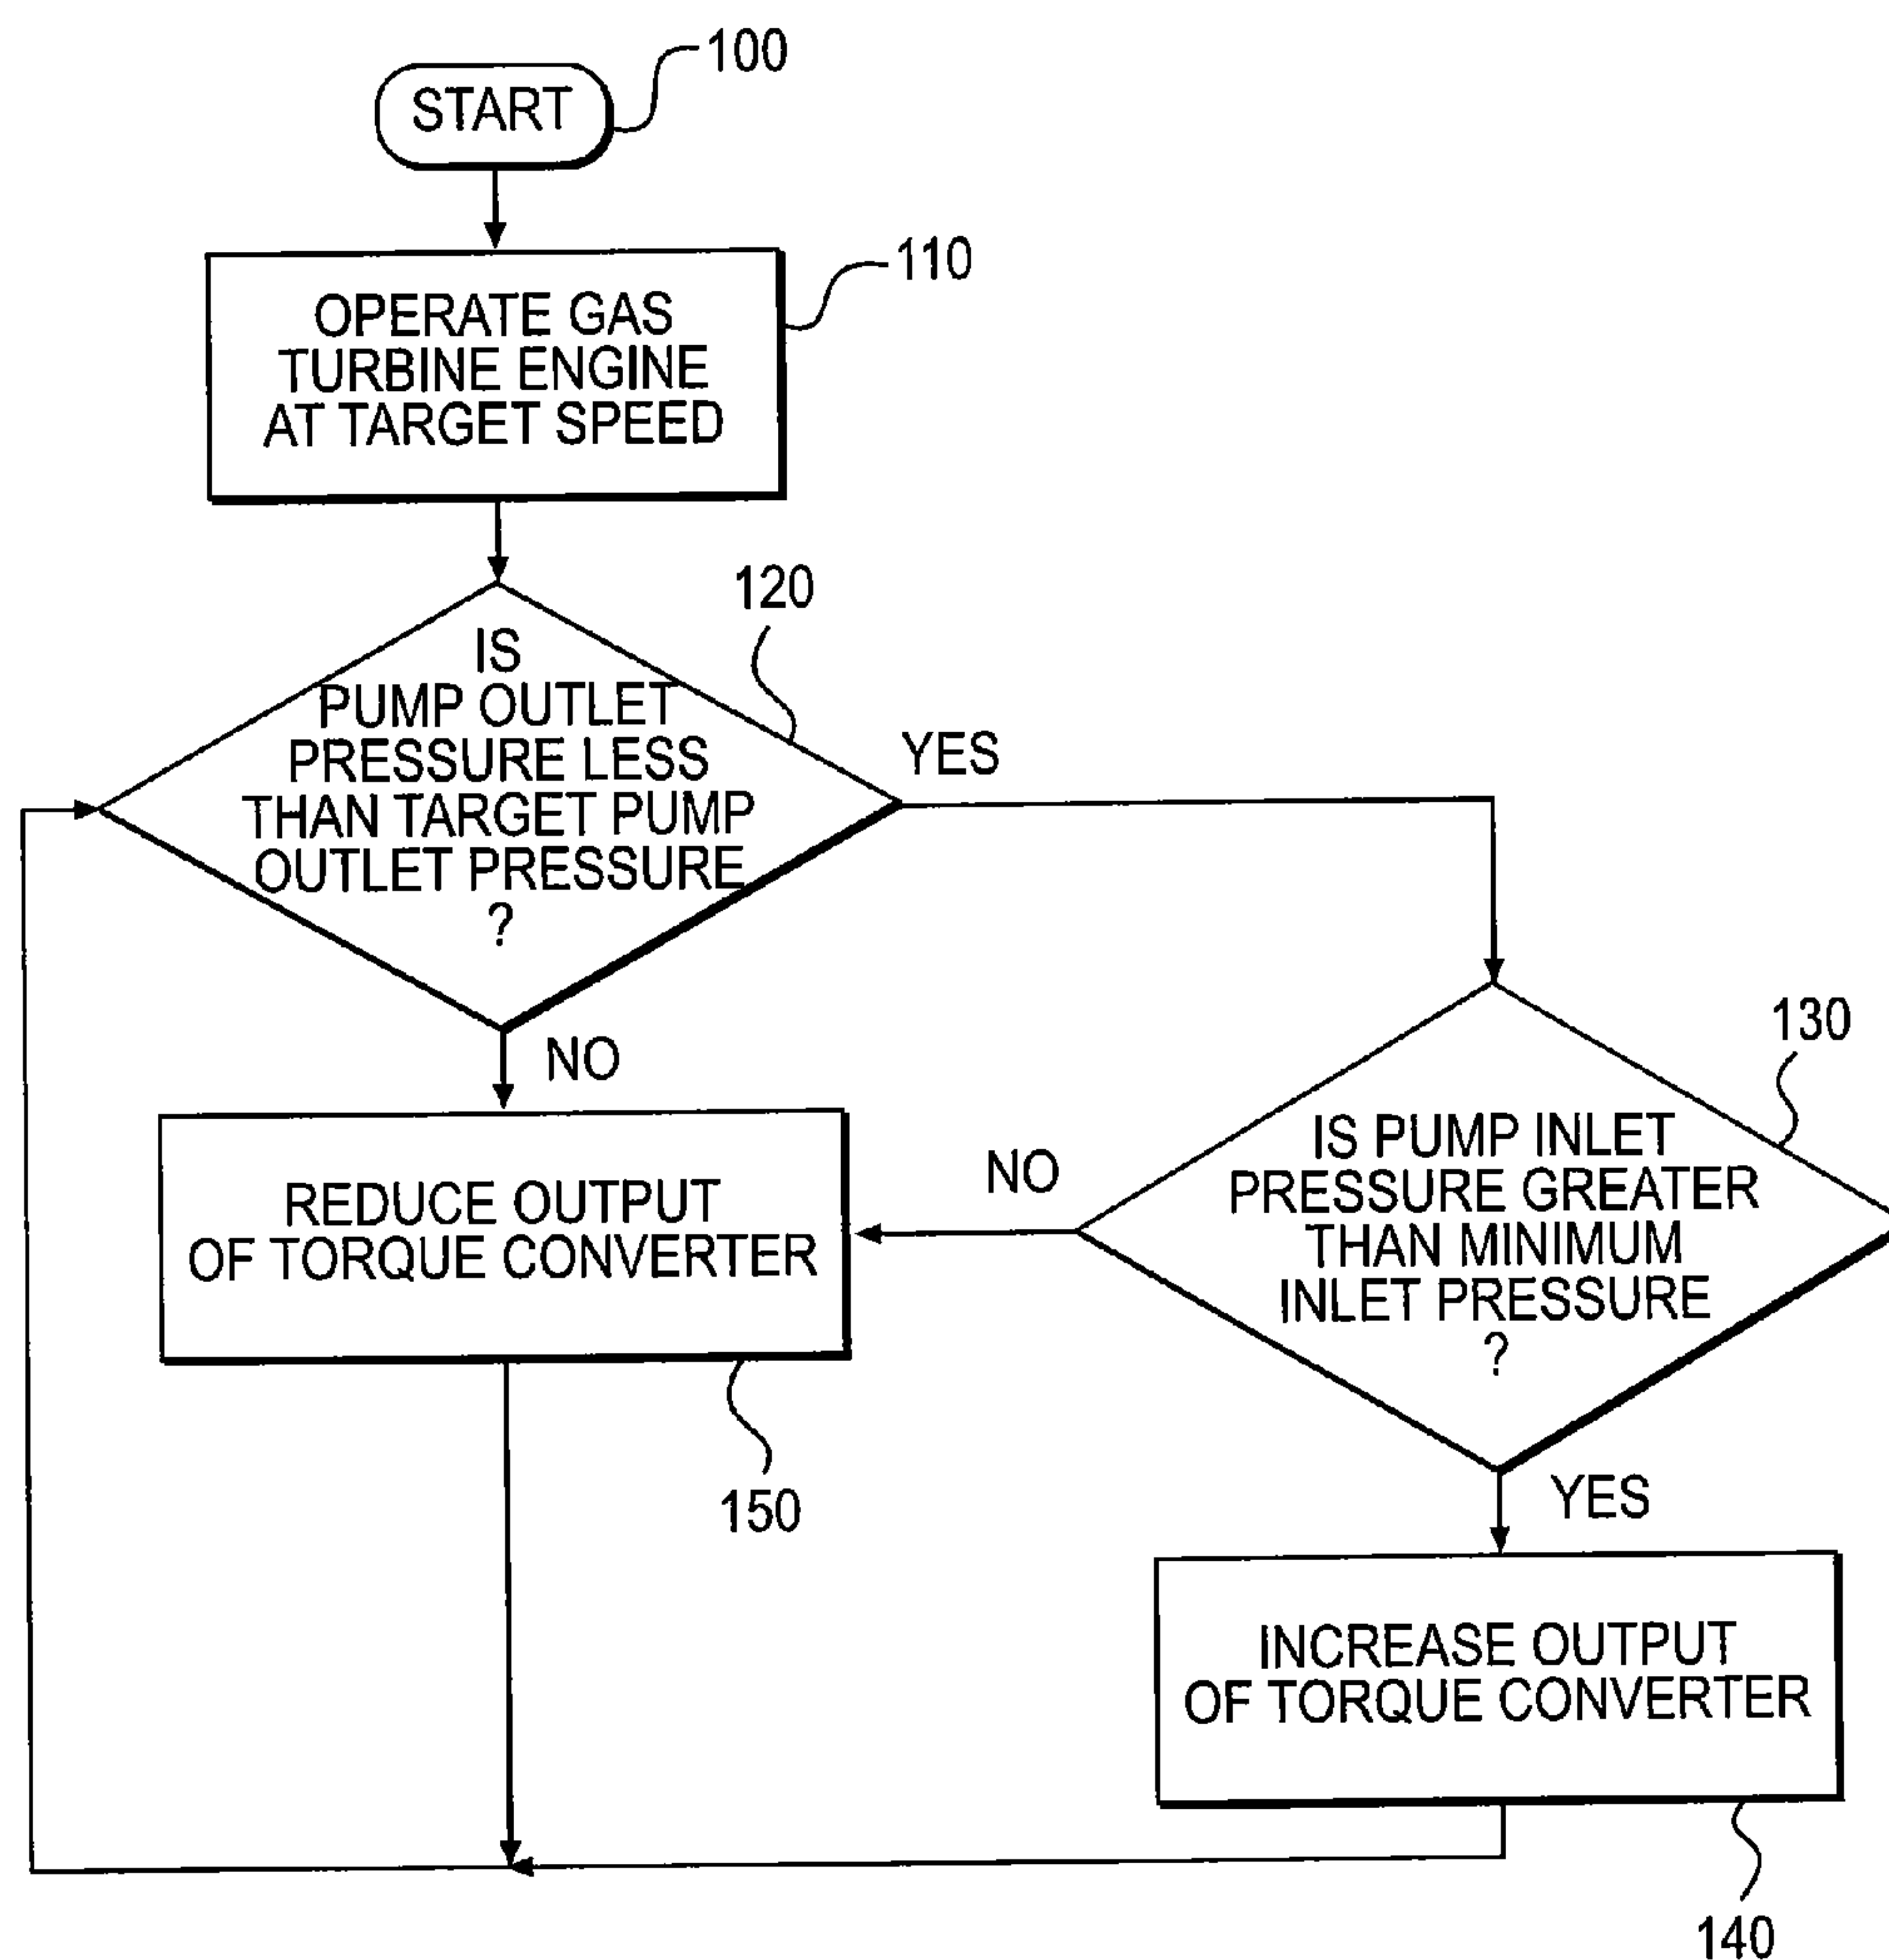 100
START
110
OPERATE GAS
TURBINE ENGINE
AT TARGET SPEED
120
IS
PUMP OUTLET
PRESSURE LESS
THAN TARGET PUMP
OUTLET PRESSURE
?
YES
NO
130
IS PUMP INLET
PRESSURE GREATER
THAN MINIMUM
INLET PRESSURE
?
NO
REDUCE OUTPUT
OF TORQUE CONVERTER
150
YES
INCREASE OUTPUT
OF TORQUE CONVERTER
140